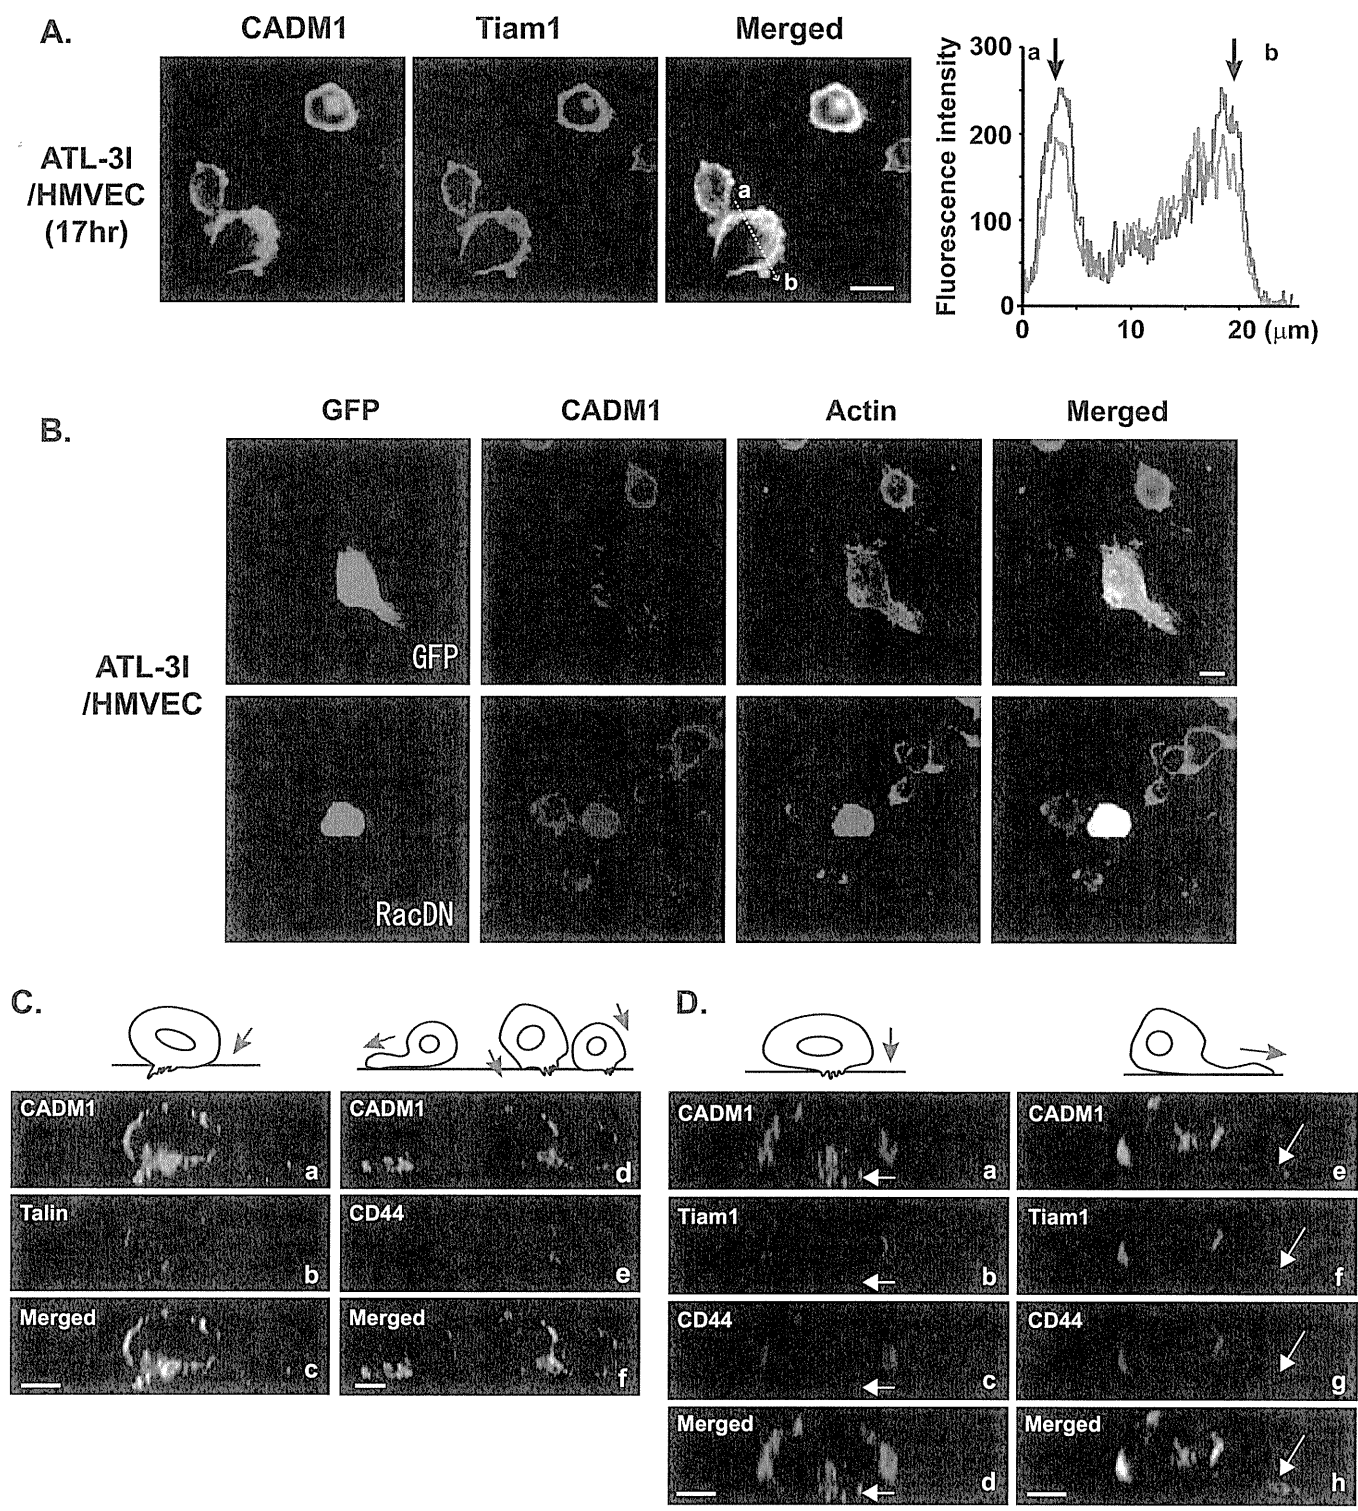 A.
CADM1 Tiam1 Merged
ATL-3I
/HMVEC
(17hr)
a
b
Fluorescence intensity
300
200
100
0
a b
0 10 20 (μm)
B.
GFP CADM1 Actin Merged
ATL-3I
/HMVEC
GFP
RacDN
C.
CADM1
a
Talin
b
Merged
c
CADM1
d
CD44
e
Merged
f
D.
CADM1
a
Tiam1
b
CD44
c
Merged
d
CADM1
e
Tiam1
f
CD44
g
Merged
h